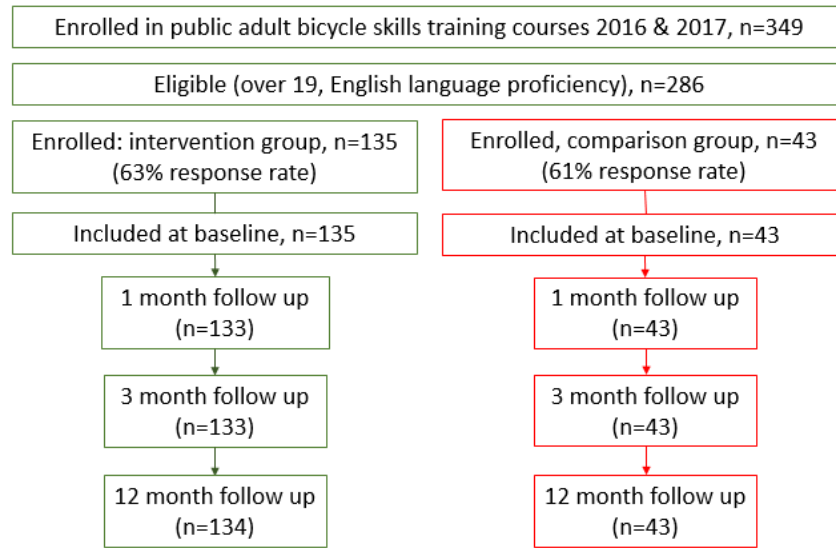 Enrolled in public adult bicycle skills training courses 2016 & 2017, n=349
Eligible (over 19, English language proficiency), n=286
Enrolled: intervention group, n=135
(63% response rate)
Enrolled, comparison group, n=43
(61% response rate)
Included at baseline, n=135
Included at baseline, n=43
1 month follow up
(n=133)
1 month follow up
(n=43)
3 month follow up
(n=133)
3 month follow up
(n=43)
12 month follow up
(n=134)
12 month follow up
(n=43)